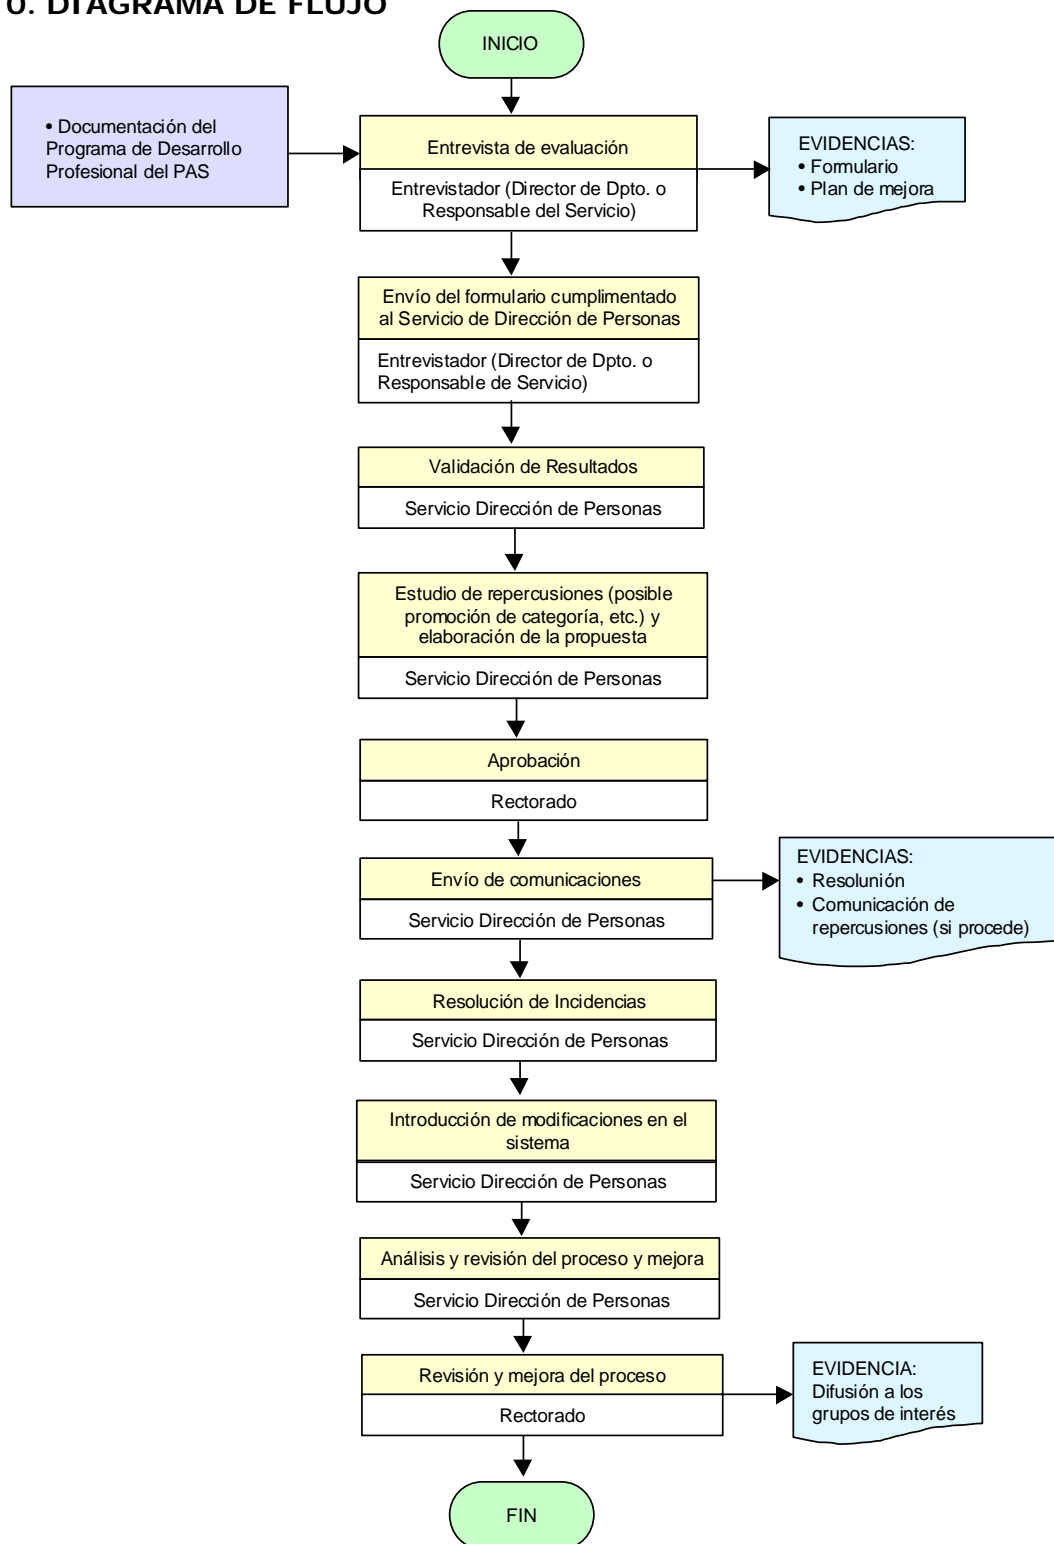 0. DIAGRAMA DE FLUJO
INICIO
• Documentación del
Programa de Desarrollo
Profesional del PAS
Entrevista de evaluación
Entrevistador (Director de Dpto. o
Responsable del Servicio)
EVIDENCIAS:
• Formulario
• Plan de mejora
Envío del formulario cumplimentado
al Servicio de Dirección de Personas
Entrevistador (Director de Dpto. o
Responsable de Servicio)
Validación de Resultados
Servicio Dirección de Personas
Estudio de repercusiones (posible
promoción de categoría, etc.) y
elaboración de la propuesta
Servicio Dirección de Personas
Aprobación
Rectorado
Envío de comunicaciones
Servicio Dirección de Personas
EVIDENCIAS:
• Resolunión
• Comunicación de
repercusiones (si procede)
Resolución de Incidencias
Servicio Dirección de Personas
Introducción de modificaciones en el
sistema
Servicio Dirección de Personas
Análisis y revisión del proceso y mejora
Servicio Dirección de Personas
Revisión y mejora del proceso
Rectorado
EVIDENCIA:
Difusión a los
grupos de interés
FIN